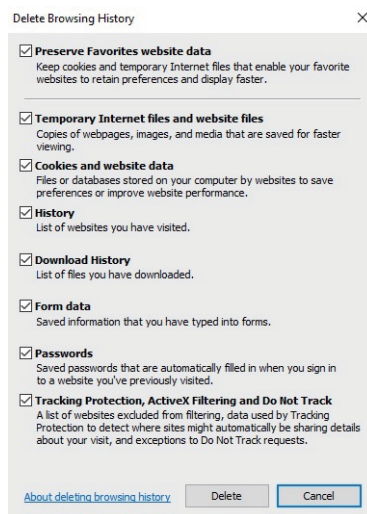 Delete Browsing History
Preserve Favorites website data
Keep cookies and temporary Internet files that enable your favorite
websites to retain preferences and display faster.
Temporary Internet files and website files
Copies of webpages, images, and media that are saved for faster
viewing.
Cookies and website data
Files or databases stored on your computer by websites to save
preferences or improve website performance.
History
List of websites you have visited.
Download History
List of files you have downloaded.
Form data
Saved information that you have typed into forms.
Passwords
Saved passwords that are automatically filled in when you sign in
to a website you've previously visited.
Tracking Protection, ActiveX Filtering and Do Not Track
A list of websites excluded from filtering, data used by Tracking
Protection to detect where sites might automatically be sharing details
about your visit, and exceptions to Do Not Track requests.
About deleting browsing history Delete Cancel